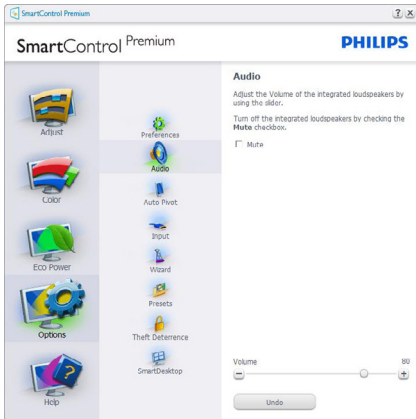 SmartControl Premium
SmartControl Premium
PHILIPS
Adjust
Color
Eco Power
Options
Help
Preferences
Audio
Auto Pivot
Input
Wizard
Presets
Theft Deterrence
SmartDesktop
Audio
Adjust the Volume of the integrated loudspeakers by
using the slider.
Turn off the integrated loudspeakers by checking the
Mute checkbox.
Mute
Volume 80
Undo